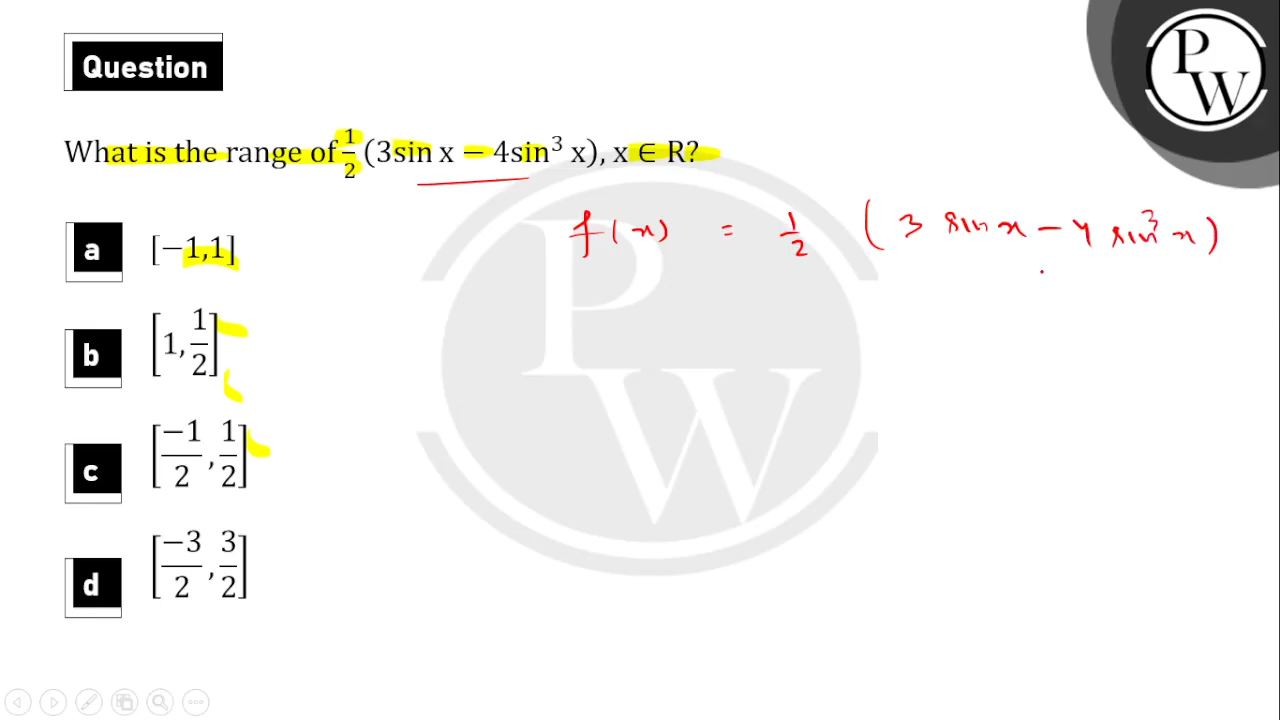 Question
What is the range of 1/2 (3sin x − 4sin³ x), x ∈ R?
f(x) = 1/2 (3 sin x − 4 sin³ x)
a [−1,1]
b [1, 1/2]
c [−1/2, 1/2]
d [−3/2, 3/2]
P
W
P
W